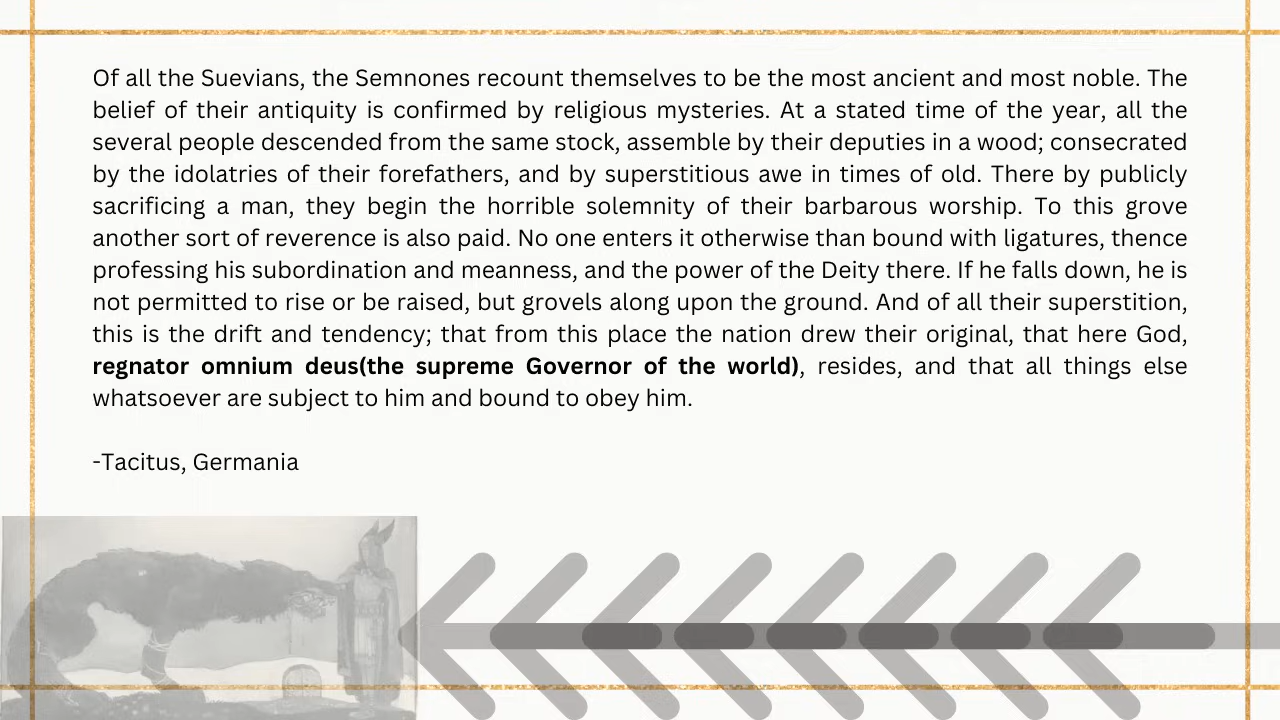 Of all the Suevians, the Semnones recount themselves to be the most ancient and most noble. The
belief of their antiquity is confirmed by religious mysteries. At a stated time of the year, all the
several people descended from the same stock, assemble by their deputies in a wood; consecrated
by the idolatries of their forefathers, and by superstitious awe in times of old. There by publicly
sacrificing a man, they begin the horrible solemnity of their barbarous worship. To this grove
another sort of reverence is also paid. No one enters it otherwise than bound with ligatures, thence
professing his subordination and meanness, and the power of the Deity there. If he falls down, he is
not permitted to rise or be raised, but grovels along upon the ground. And of all their superstition,
this is the drift and tendency; that from this place the nation drew their original, that here God,
regnator omnium deus(the supreme Governor of the world), resides, and that all things else
whatsoever are subject to him and bound to obey him.
-Tacitus, Germania